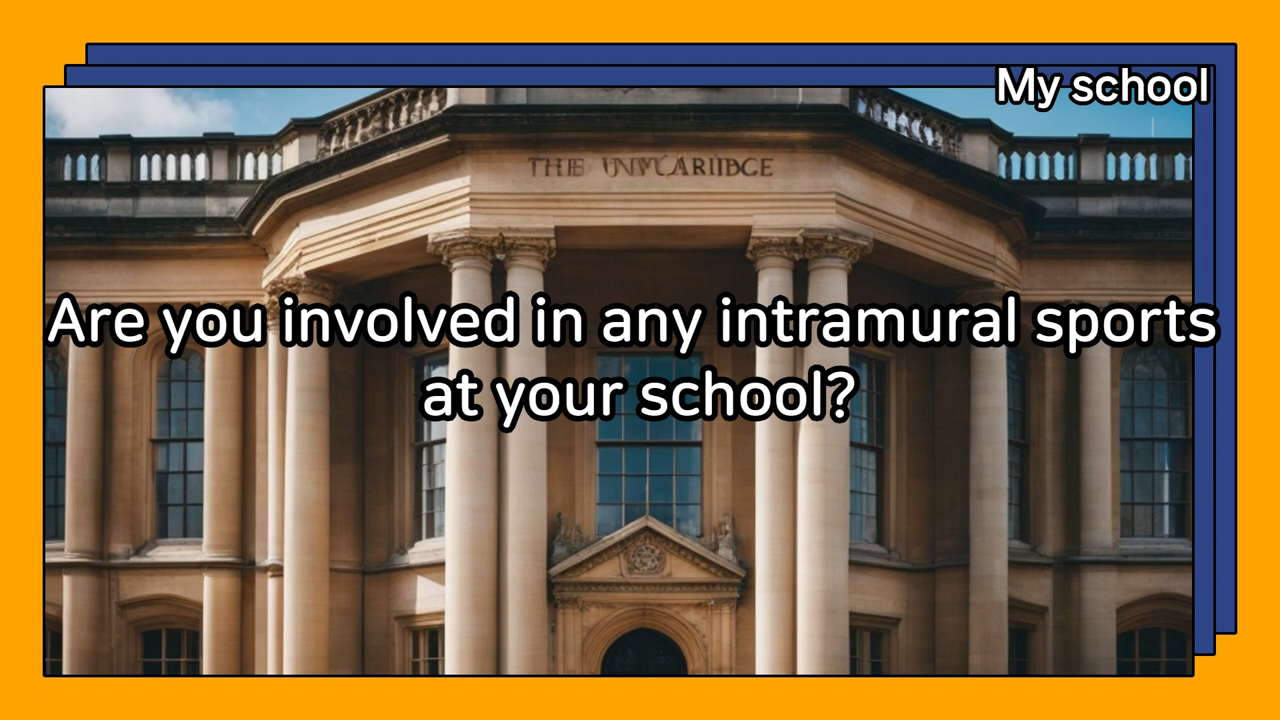 My school
THE
Are you involved in any intramural sports
at your school?